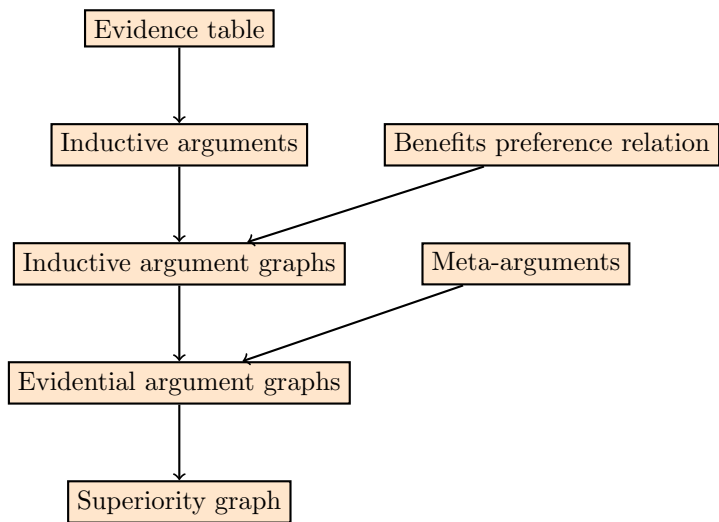 Evidence table
Inductive arguments
Benefits preference relation
Inductive argument graphs
Meta-arguments
Evidential argument graphs
Superiority graph